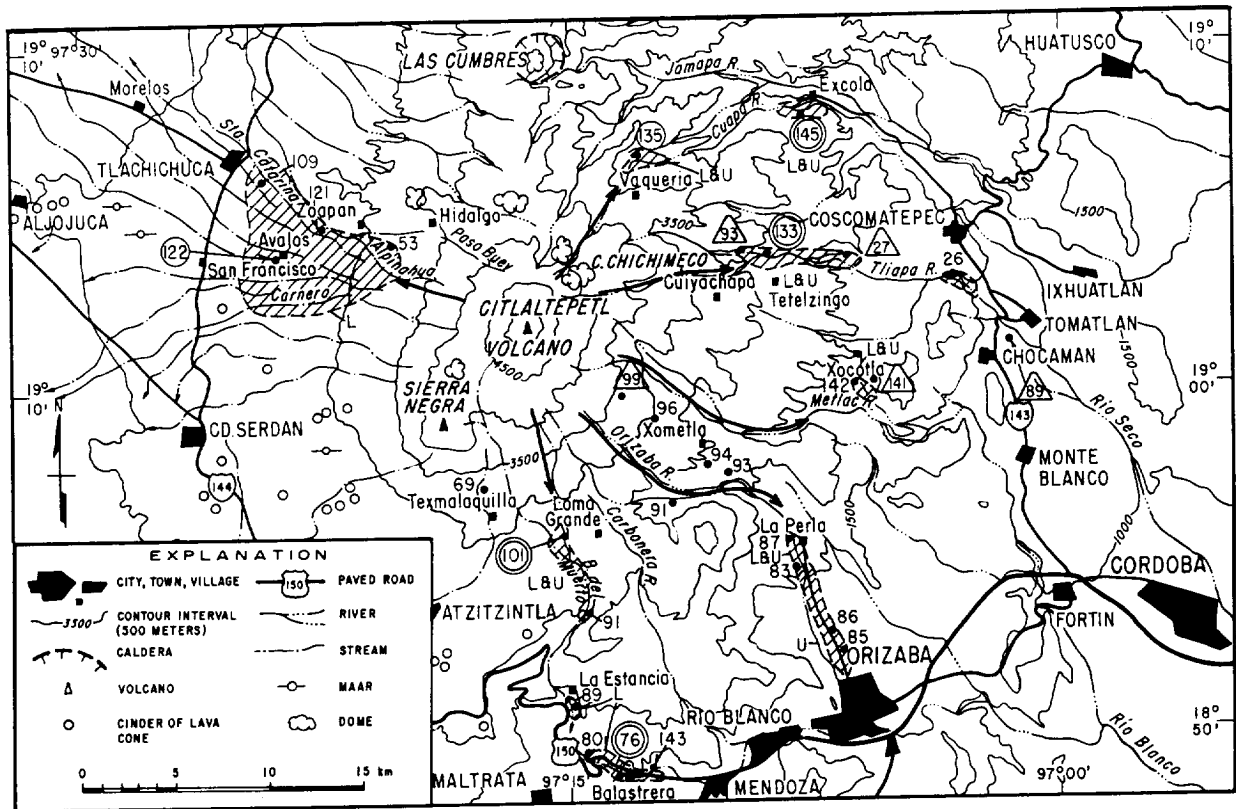 19°
10'
97°30'
LAS CUMBRES
Jamapa R.
HUATUSCO
19°
10'
Morelos
Excola
Cuapa R.
135
145
L&U
Sta.
Catarina
TLACHICHUCA
109
Vaqueria
L&U
121
Zoapan
Hidalgo
3500
93
133
COSCOMATEPEC
1500
ALJOJUCA
Avalos
53
Apinahua
Paso Buey
C. CHICHIMECO
27
122
San Francisco
Tliapa R.
26
Carnero
L
Cuiyachapa
L&U
Tetelzingo
IXHUATLAN
CITLALTEPETL
VOLCANO
TOMATLAN
1500
4500
L&U
Xocotla
CHOCAMAN
SIERRA
NEGRA
99
142
141
Metlac R.
19°
00'
19°
10' N
96
89
143
CD. SERDAN
Xometla
Orizaba R.
Rio Seco
94
93
MONTE
BLANCO
3500
69
144
Texmalaquilla
91
1500
1000
Loma
Grande
Carbonera R.
La Perla
87
L&U
83
101
L&U
B. del
Muerto
CORDOBA
EXPLANATION
CITY, TOWN, VILLAGE
150
PAVED ROAD
ATZITZINTLA
91
86
85
FORTIN
3500
CONTOUR INTERVAL
(500 METERS)
RIVER
U
ORIZABA
CALDERA
STREAM
La Estancia
89
L
VOLCANO
MAAR
RIO BLANCO
18°
50'
CINDER OF LAVA
CONE
DOME
80
76
143
Rio Blanco
150
0 5 10 15 km
MALTRATA
97°15'
Balastrera
MENDOZA
97°00'